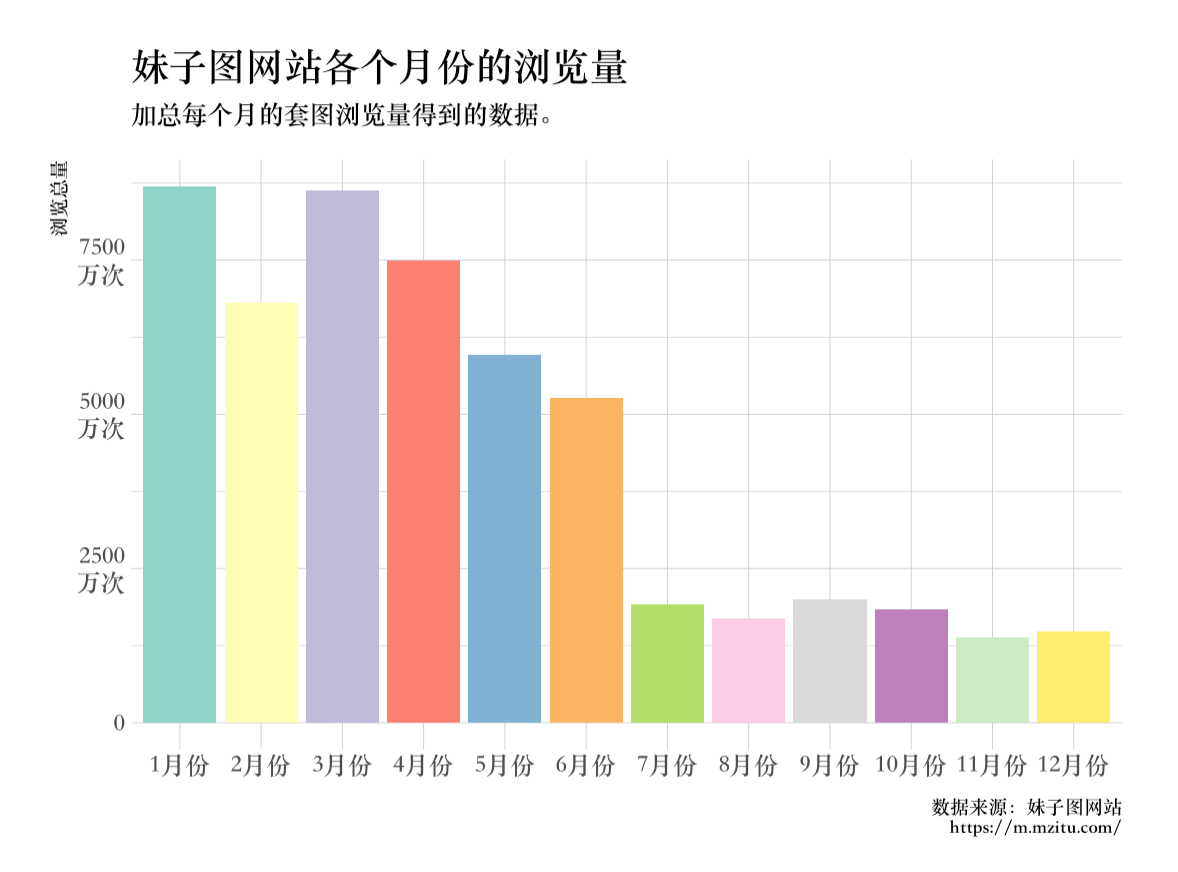 妹子图网站各个月份的浏览量
加总每个月的套图浏览量得到的数据。
浏览总量
7500
万次
5000
万次
2500
万次
0
1月份 2月份 3月份 4月份 5月份 6月份 7月份 8月份 9月份 10月份 11月份 12月份
数据来源：妹子图网站
https://m.mzitu.com/